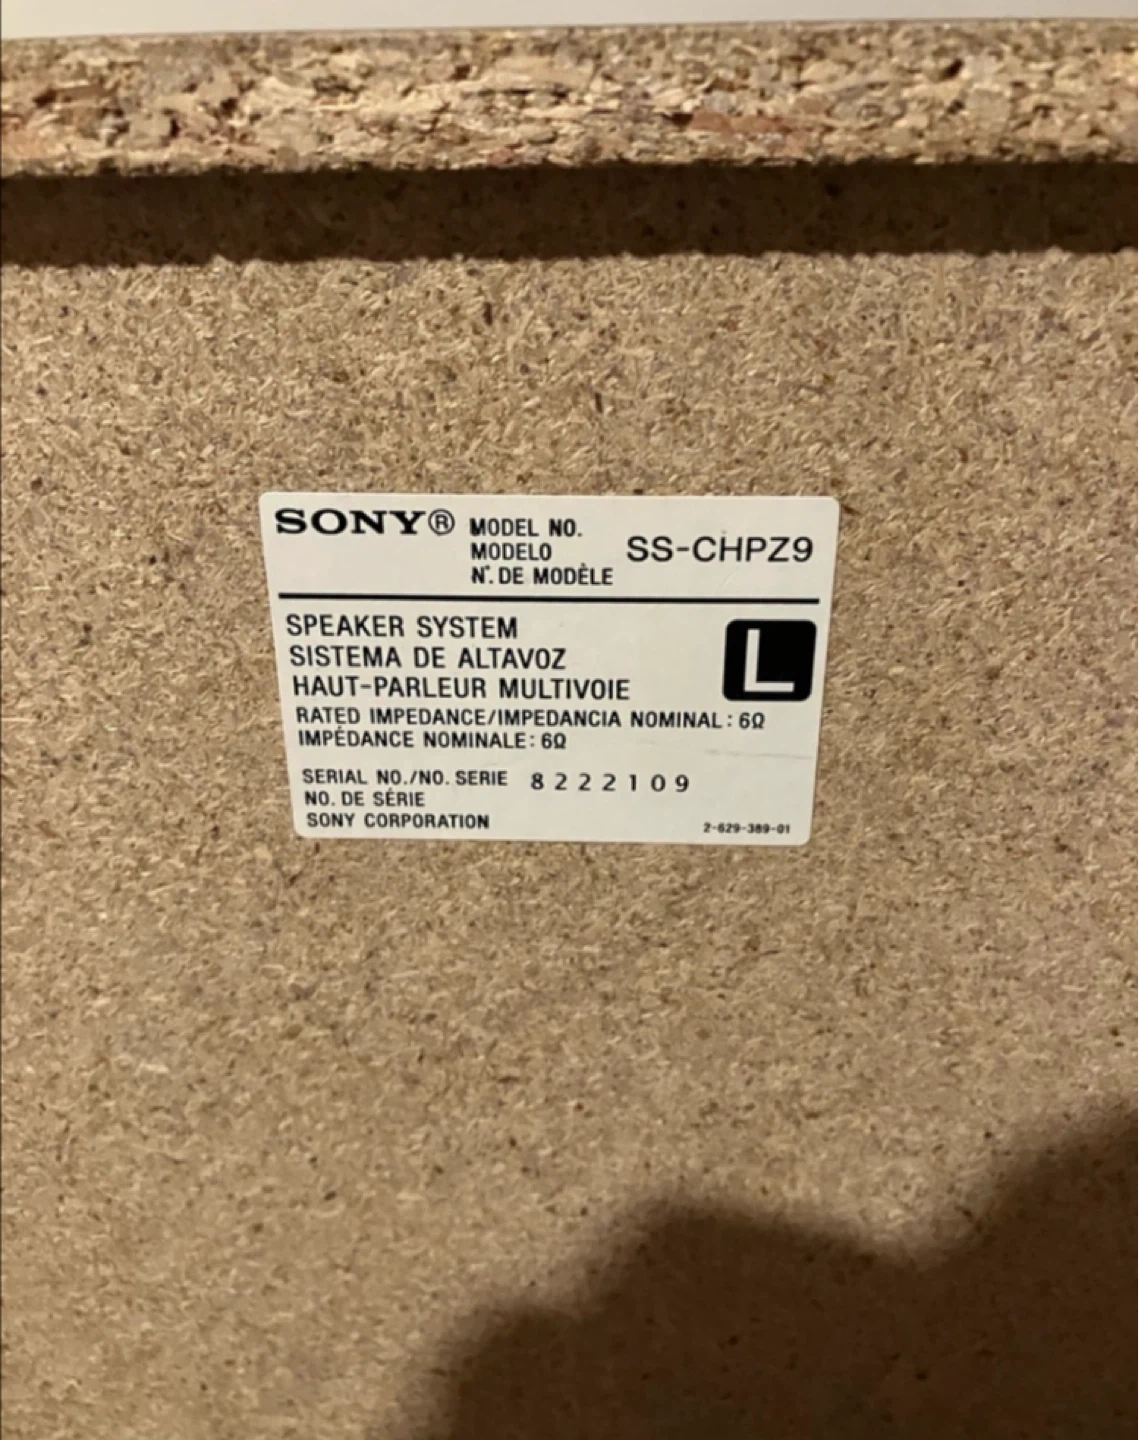 SONY® MODEL NO.
MODELO SS-CHPZ9
N°. DE MODÈLE
SPEAKER SYSTEM
SISTEMA DE ALTAVOZ L
HAUT-PARLEUR MULTIVOIE
RATED IMPEDANCE/IMPEDANCIA NOMINAL: 6Ω
IMPÉDANCE NOMINALE: 6Ω
SERIAL NO./NO. SERIE 8222109
NO. DE SÉRIE
SONY CORPORATION 2-629-389-01